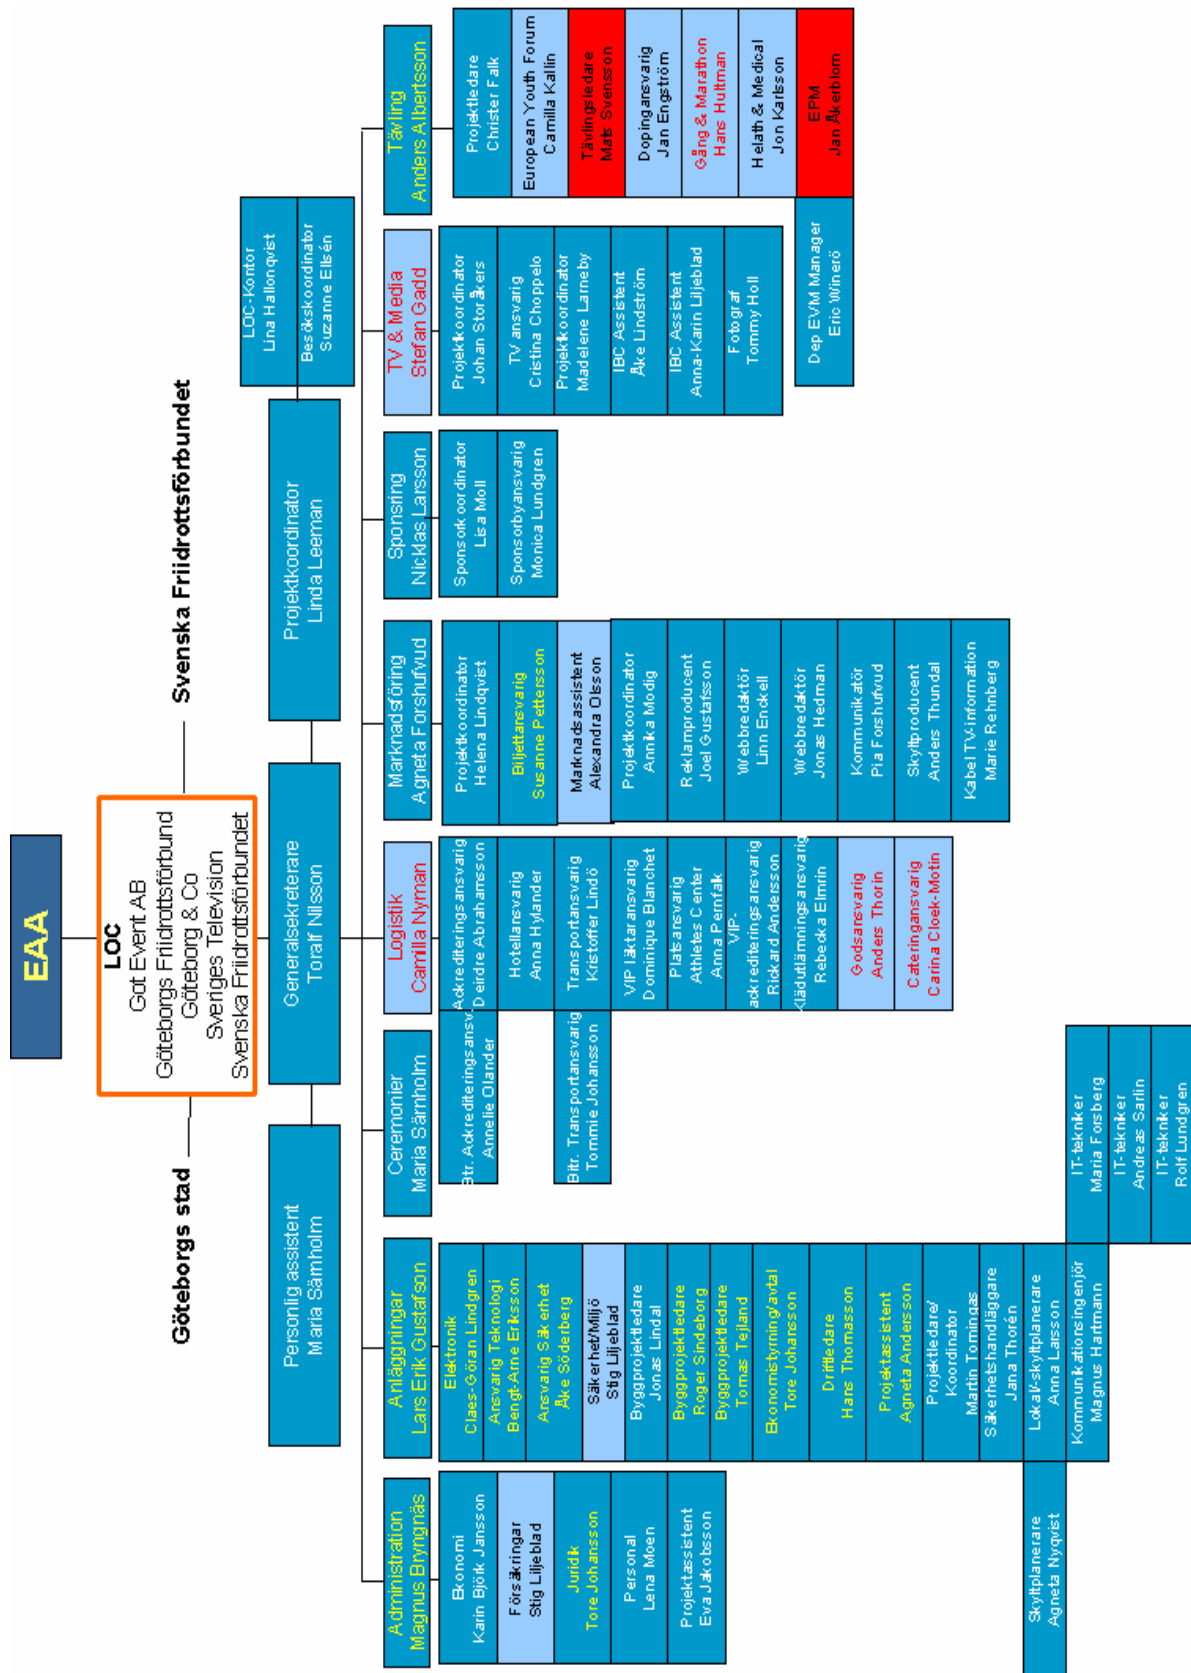 EAA
LOC
Got Event AB
Göteborgs Friidrottsförbund
Göteborg & Co
Sveriges Television
Svenska Friidrottsförbundet
Göteborgs stad
Svenska Friidrottsförbundet
Personlig assistent
Maria Särnholm
Generalsekreterare
Toralf Nilsson
Projektkoordinator
Linda Leeman
LOC-Kontor
Lina Hallonqvist
Besökskoordinator
Suzanne Ellsén
Administration
Magnus Bryngnäs
Ekonomi
Karin Björk Jansson
Försäkringar
Stig Liljeblad
Juridik
Tore Johansson
Personal
Lena Moen
Projektassistent
Eva Jakobsson
Anläggningar
Lars Erik Gustafson
Elektronik
Claes-Göran Lindgren
Ansvarig Teknologi
Bengt-Arne Eriksson
Ansvarig Säkerhet
Åke Söderberg
Säkerhet/Miljö
Stig Liljeblad
Byggprojektledare
Jonas Lindal
Byggprojektledare
Roger Sindeborg
Byggprojektledare
Tomas Tejland
Ekonomistyrning/avtal
Tore Johansson
Driftledare
Hans Thomasson
Projektassistent
Agneta Andersson
Projektledare/
Koordinator
Martin Tomingas
Säkerhetshandläggare
Jana Thorén
Lokal/-skyltplanerare
Anna Larsson
Kommunikationsingenjör
Magnus Hartmann
Skyltplanerare
Agneta Nyqvist
IT-tekniker
Maria Forsberg
IT-tekniker
Andreas Sarlin
IT-tekniker
Rolf Lundgren
Ceremonier
Maria Särnholm
Btr. Ackrediteringsansv
Annelie Olander
Bitr. Transportansvarig
Tommie Johansson
Logistik
Camilla Nyman
Ackrediteringsansvarig
Deirdre Abrahamsson
Hotellansvarig
Anna Hylander
Transportansvarig
Kristoffer Lindö
VIP läktaransvarig
Dominique Blanchet
Platsansvarig
Athletes Center
Anna Pernfalk
VIP-
ackrediteringsansvarig
Rickard Andersson
Klädutlämningsansvarig
Rebecka Elmrin
Godsansvarig
Anders Thorin
Cateringansvarig
Carina Cloek-Motin
Marknadsföring
Agneta Forshufvud
Projektkoordinator
Helena Lindqvist
Biljettansvarig
Susanne Pettersson
Marknadsassistent
Alexandra Olsson
Projektkoordinator
Annika Modig
Reklamproducent
Joel Gustafsson
Webbredaktör
Linn Enckell
Webbredaktör
Jonas Hedman
Kommunikatör
Pia Forshufvud
Skyltproducent
Anders Thundal
Kabel TV-information
Marie Rehnberg
Sponsring
Nicklas Larsson
Sponsorkoordinator
Lisa Moll
Sponsorbyansvarig
Monica Lundgren
TV & Media
Stefan Gadd
Projektkoordinator
Johan Storåkers
TV ansvarig
Cristina Choppelo
Projektkoordinator
Madelene Larneby
IBC Assistent
Åke Lindström
IBC Assistent
Anna-Karin Liljeblad
Fotograf
Tommy Holl
Dep EVM Manager
Eric Winerö
Tävling
Anders Albertsson
Projektledare
Christer Falk
European Youth Forum
Camilla Kallin
Tävlingsledare
Mats Svensson
Dopingansvarig
Jan Engström
Gång & Marathon
Hans Hultman
Helath & Medical
Jon Karlsson
EPM
Jan Åkerblom